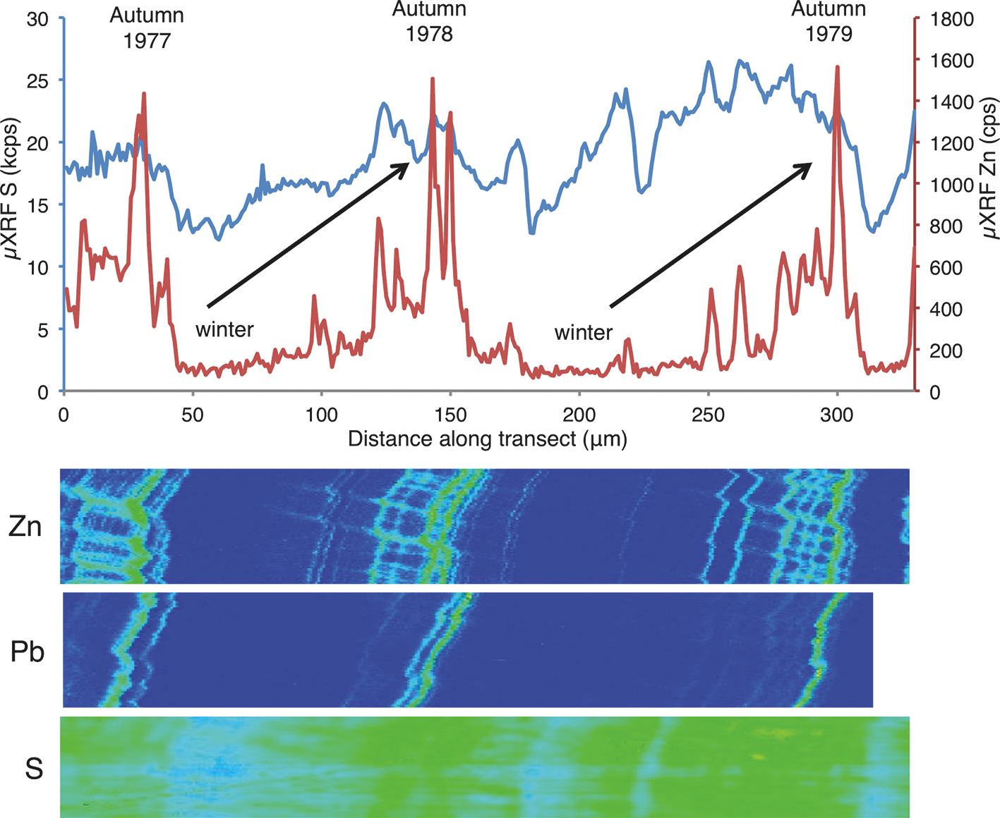 Autumn
1977
Autumn
1978
Autumn
1979
30
25
20
15
10
5
0
μXRF S (kcps)
1800
1600
1400
1200
1000
800
600
400
200
0
μXRF Zn (cps)
winter
winter
0 50 100 150 200 250 300
Distance along transect (μm)
Zn
Pb
S